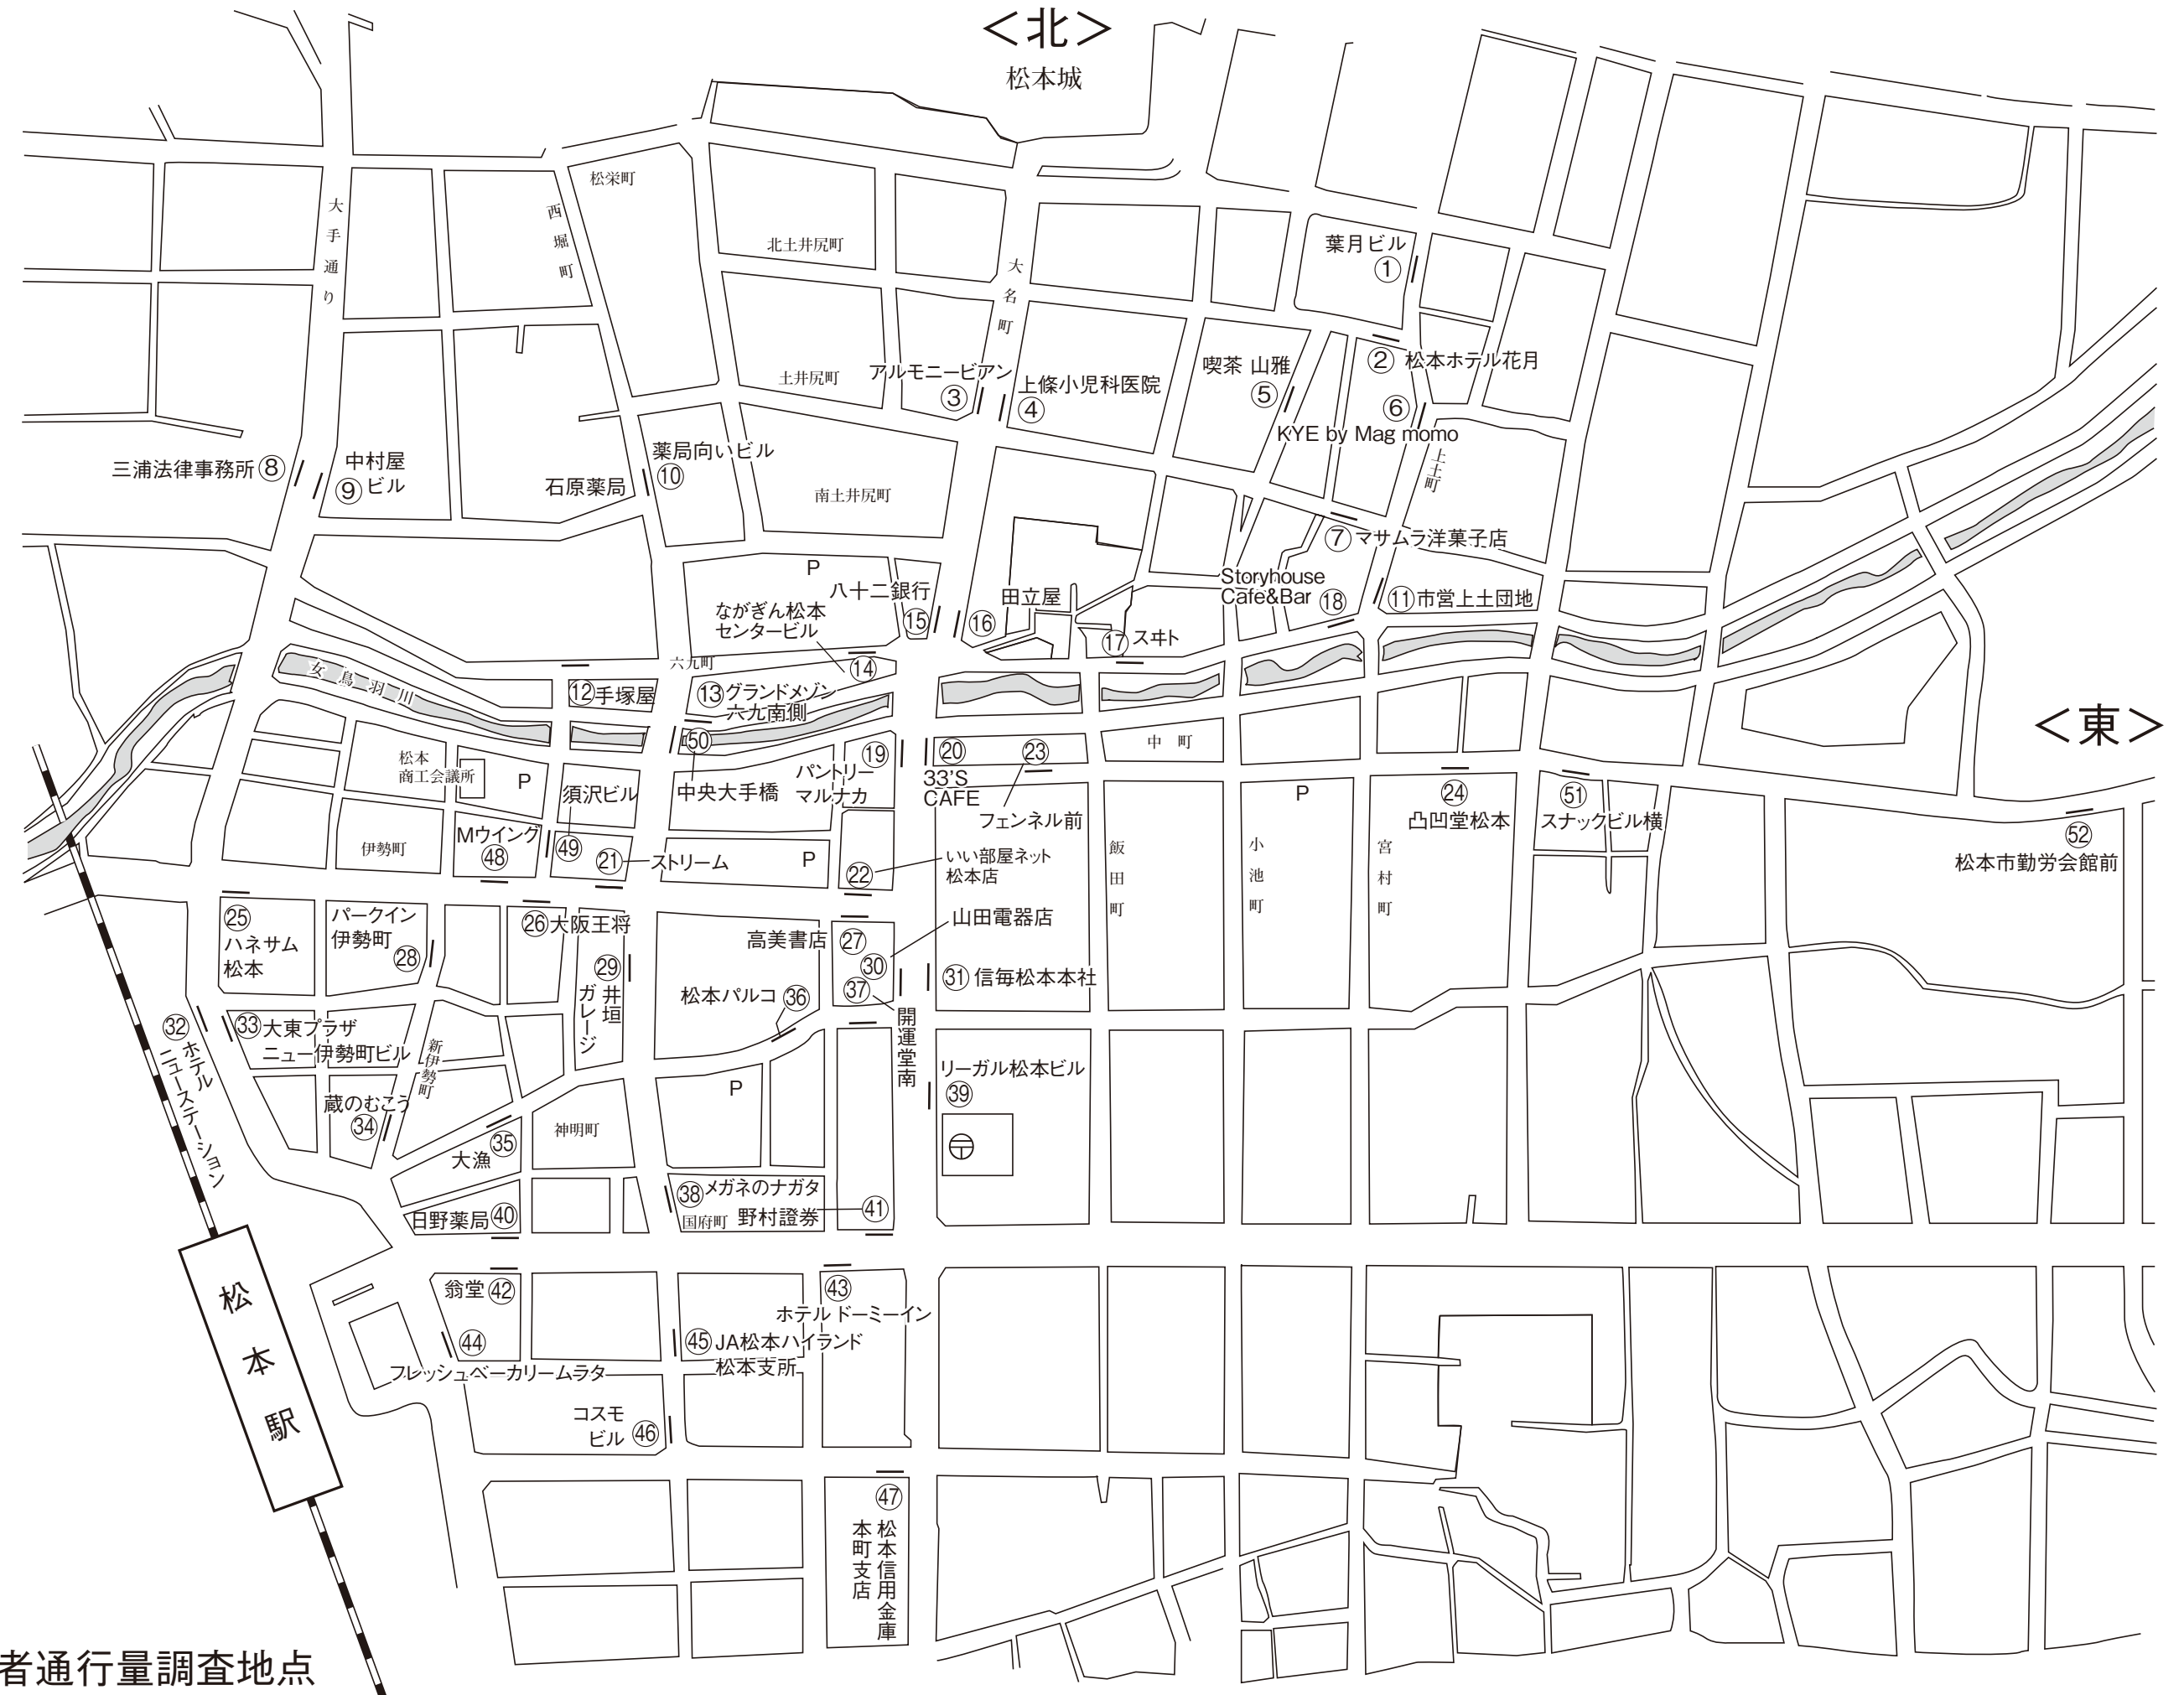 ＜北＞
松本城
松栄町
大手通り
西堀町
北土井尻町
大名町
葉月ビル
①
② 松本ホテル花月
土井尻町
アルモニービアン
③
上條小児科医院
④
喫茶 山雅
⑤
⑥
KYE by Mag momo
上土町
三浦法律事務所⑧
中村屋
⑨ ビル
薬局向いビル
⑩
石原薬局
南土井尻町
⑦マサムラ洋菓子店
P
八十二銀行
⑮
⑯
田立屋
Storyhouse
Cafe&Bar ⑱
⑪市営上土団地
ながぎん松本
センタービル
⑭
⑰スヰト
六九町
女鳥羽川
⑫手塚屋
⑬グランドメゾン
六九南側
＜東＞
㊿
中央大手橋
松本
商工会議所
P
須沢ビル
パントリー
マルナカ
⑲
⑳
33'S
CAFE
㉓
フェンネル前
中町
P
㉔
凸凹堂松本
51
スナックビル横
52
松本市勤労会館前
伊勢町
Mウイング
㊽
㊾
㉑ストリーム
P
㉒
いい部屋ネット
松本店
飯田町
小池町
宮村町
㉕
ハネサム
松本
パークイン
伊勢町
㉘
㉖大阪王将
㉙井垣
ガレージ
高美書店 ㉗
山田電器店
㉚
㊲
開運堂南
㉛信毎松本本社
松本パルコ ㊱
㉜
ホテル
ニューステーション
㉝大東プラザ
ニュー伊勢町ビル
新伊勢町
蔵のむこう
㉞
㉟
大漁
神明町
P
リーガル松本ビル
㊴
〒
㊳メガネのナガタ
国府町 野村證券
㊶
日野薬局㊵
松本駅
翁堂㊷
㊹
フレッシュベーカリームラタ
㊸
ホテルドーミーイン
㊺JA松本ハイランド
松本支所
コスモ
ビル ㊻
㊼
松本信用金庫
本町支店
者通行量調査地点